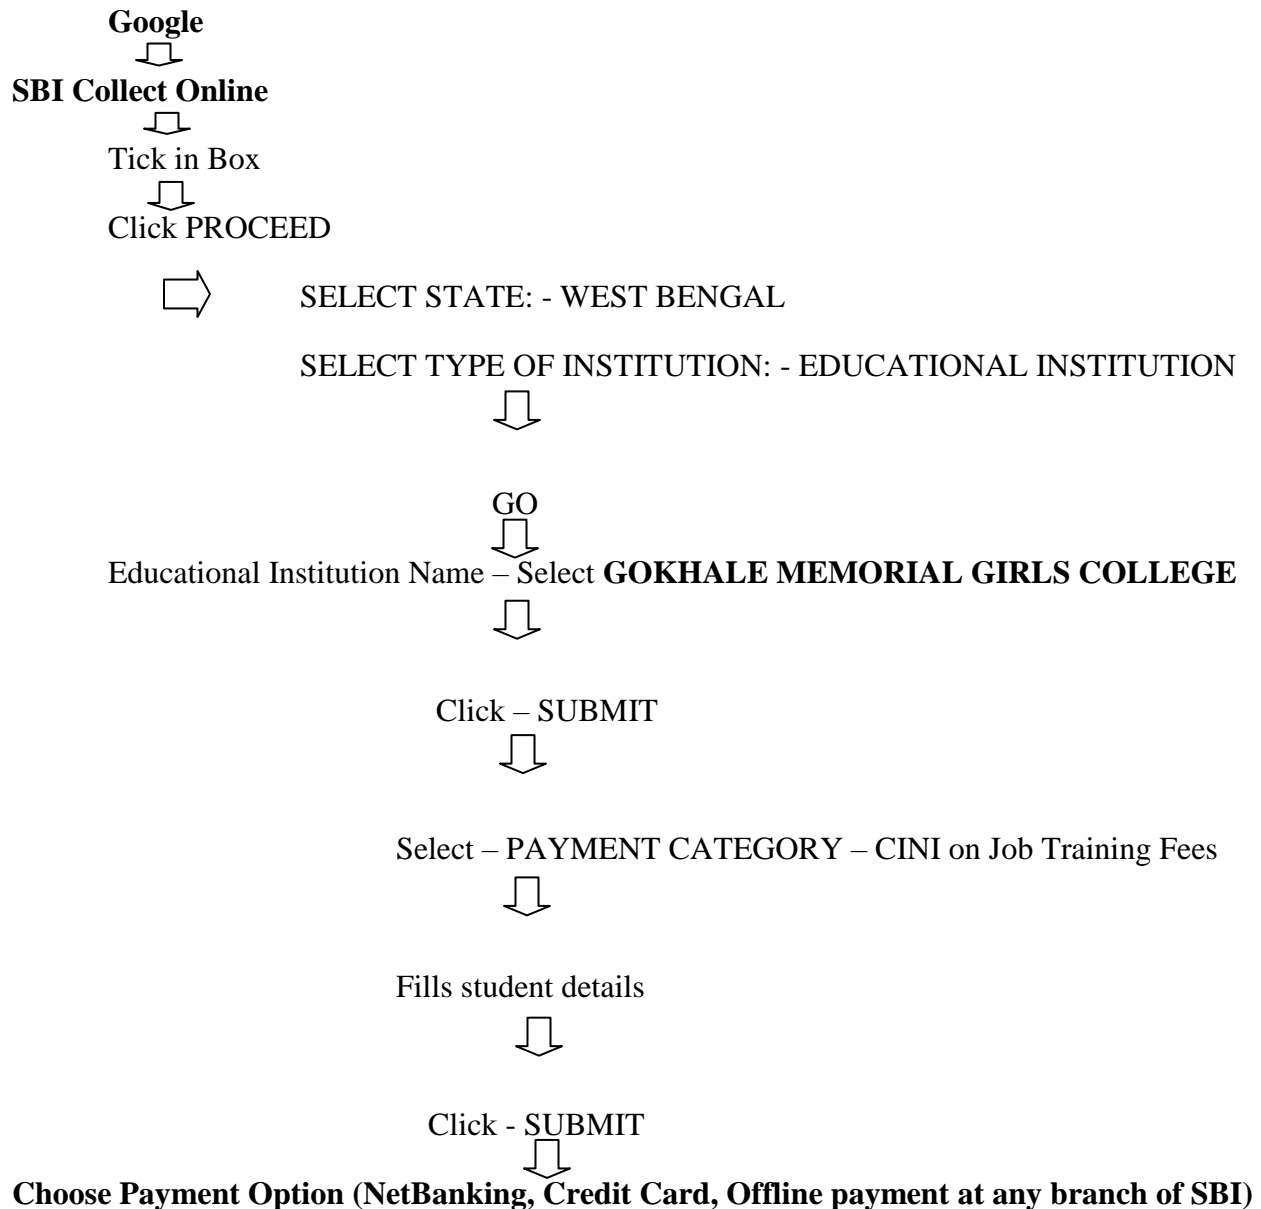 Google
SBI Collect Online
Tick in Box
Click PROCEED
SELECT STATE: - WEST BENGAL
SELECT TYPE OF INSTITUTION: - EDUCATIONAL INSTITUTION
GO
Educational Institution Name – Select GOKHALE MEMORIAL GIRLS COLLEGE
Click – SUBMIT
Select – PAYMENT CATEGORY – CINI on Job Training Fees
Fills student details
Click - SUBMIT
Choose Payment Option (NetBanking, Credit Card, Offline payment at any branch of SBI)